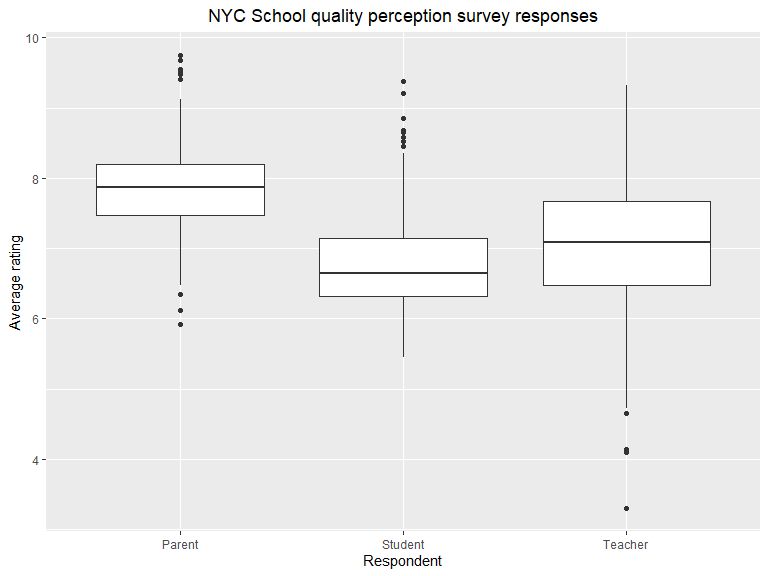 NYC School quality perception survey responses
10
8
6
4
Average rating
Parent
Student
Teacher
Respondent